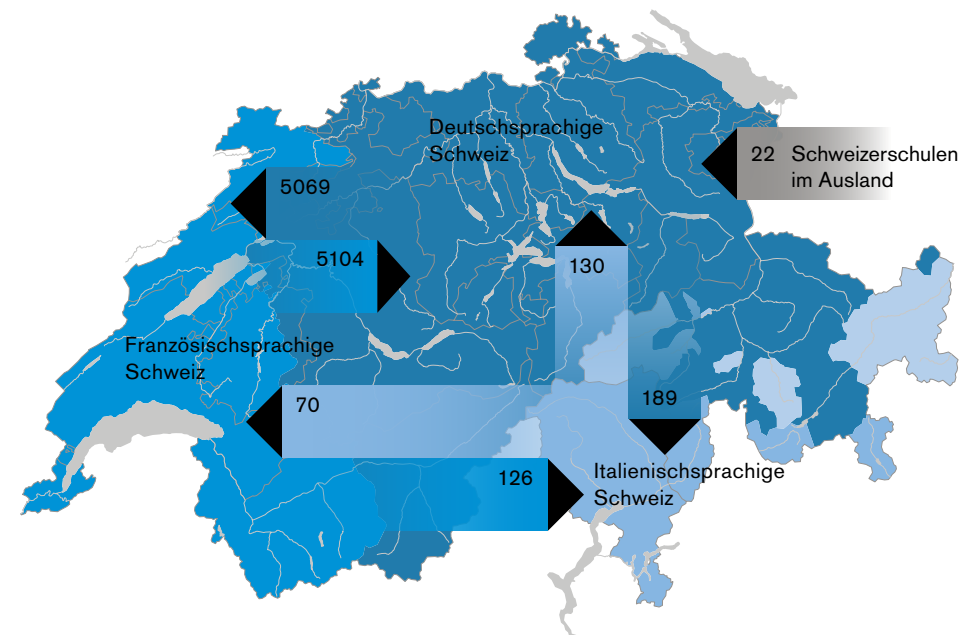 Deutschsprachige
Schweiz
22 Schweizerschulen
im Ausland
5069
5104
130
Französischsprachige
Schweiz
70
189
126
Italienischsprachige
Schweiz